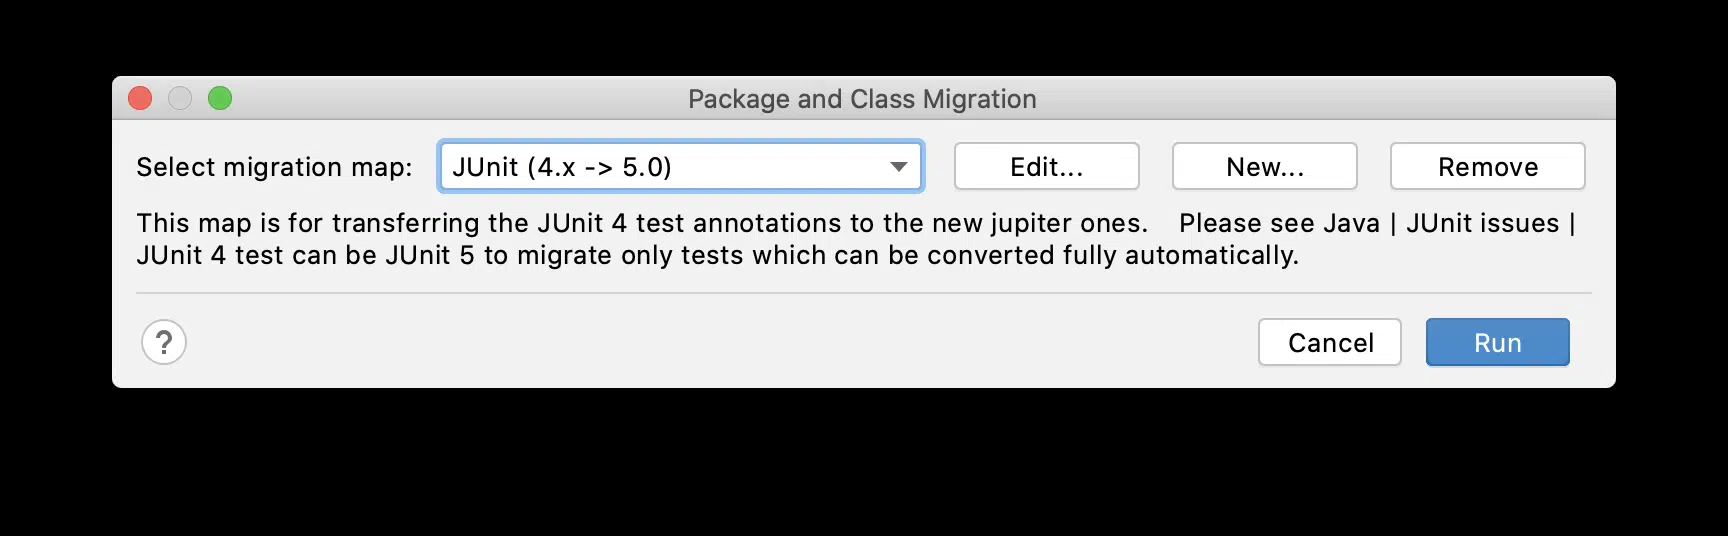 Package and Class Migration
Select migration map: JUnit (4.x -> 5.0) Edit... New... Remove
This map is for transferring the JUnit 4 test annotations to the new jupiter ones. Please see Java | JUnit issues |
JUnit 4 test can be JUnit 5 to migrate only tests which can be converted fully automatically.
? Cancel Run